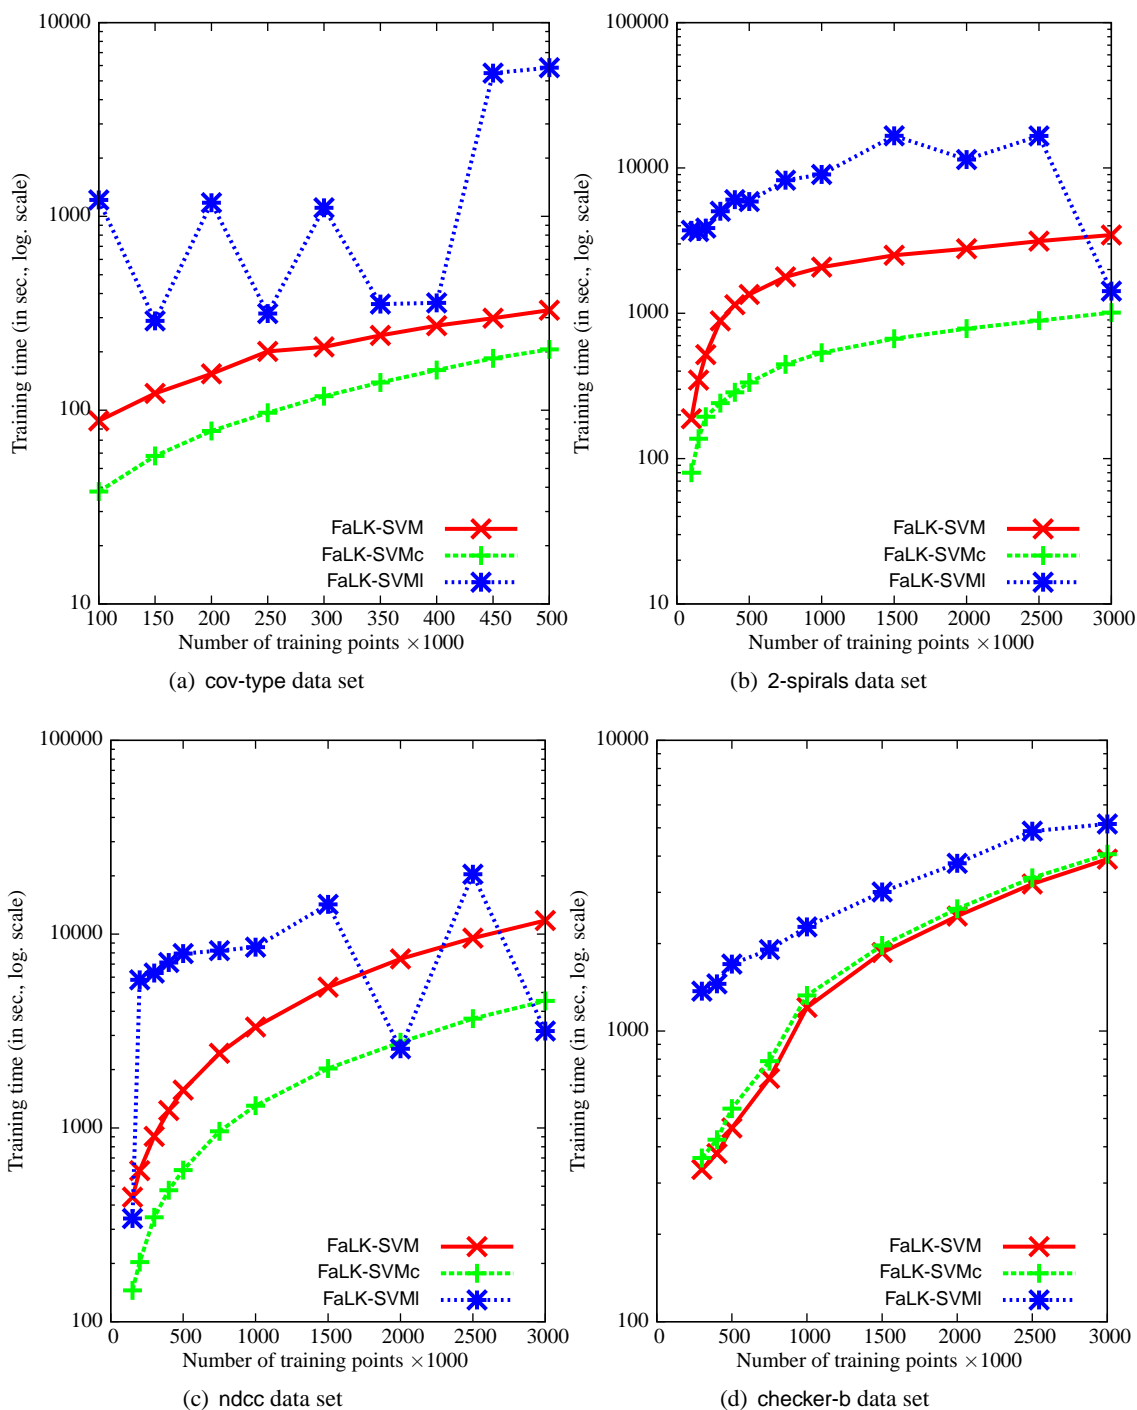 10000
1000
100
10
Training time (in sec., log. scale)
FaLK-SVM
FaLK-SVMc
FaLK-SVMl
100 150 200 250 300 350 400 450 500
Number of training points ×1000
(a) cov-type data set
100000
10000
1000
100
10
Training time (in sec., log. scale)
FaLK-SVM
FaLK-SVMc
FaLK-SVMl
0 500 1000 1500 2000 2500 3000
Number of training points ×1000
(b) 2-spirals data set
100000
10000
1000
100
Training time (in sec., log. scale)
FaLK-SVM
FaLK-SVMc
FaLK-SVMl
0 500 1000 1500 2000 2500 3000
Number of training points ×1000
(c) ndcc data set
10000
1000
100
Training time (in sec., log. scale)
FaLK-SVM
FaLK-SVMc
FaLK-SVMl
0 500 1000 1500 2000 2500 3000
Number of training points ×1000
(d) checker-b data set